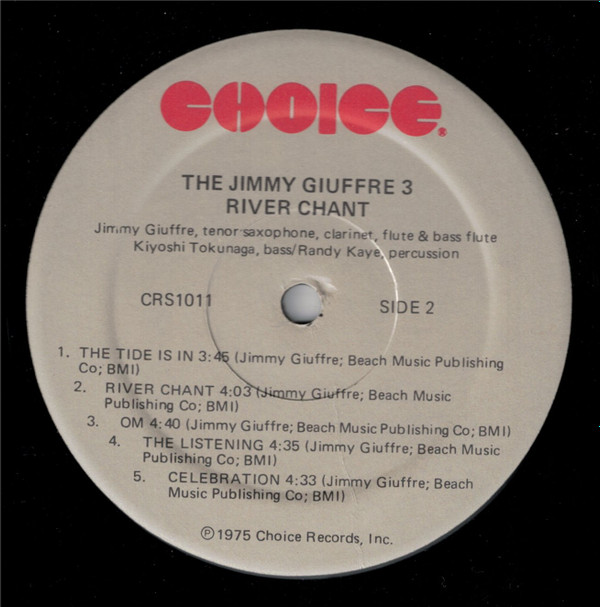 CHOICE®
THE JIMMY GIUFFRE 3
RIVER CHANT
Jimmy Giuffre, tenor saxophone, clarinet, flute & bass flute
Kiyoshi Tokunaga, bass/Randy Kaye, percussion
CRS1011
SIDE 2
1. THE TIDE IS IN 3:45 (Jimmy Giuffre; Beach Music Publishing
Co; BMI)
2. RIVER CHANT 4:03 (Jimmy Giuffre; Beach Music
Publishing Co; BMI)
3. OM 4:40 (Jimmy Giuffre; Beach Music Publishing Co; BMI)
4. THE LISTENING 4:35 (Jimmy Giuffre; Beach Music
Publishing Co; BMI)
5. CELEBRATION 4:33 (Jimmy Giuffre; Beach
Music Publishing Co; BMI)
℗1975 Choice Records, Inc.